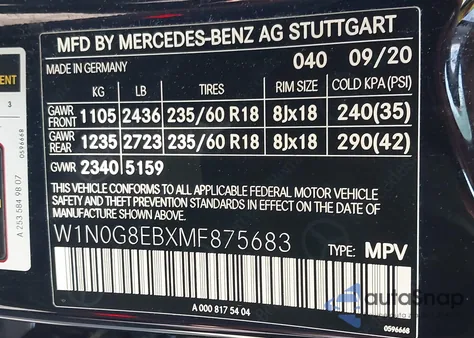 MFD BY MERCEDES-BENZ AG STUTTGART
MADE IN GERMANY 040 09/20
KG LB TIRES RIM SIZE COLD KPA (PSI)
GAWR FRONT 1105 2436 235/60 R18 8Jx18 240(35)
GAWR REAR 1235 2723 235/60 R18 8Jx18 290(42)
GVWR 2340 5159
THIS VEHICLE CONFORMS TO ALL APPLICABLE FEDERAL MOTOR VEHICLE
SAFETY AND THEFT PREVENTION STANDARDS IN EFFECT ON THE DATE OF
MANUFACTURE SHOWN ABOVE.
W1N0G8EBXMF875683
TYPE: MPV
A 000 817 54 04
059666B
3
059666B
A 253 584 98 07
autoSnap